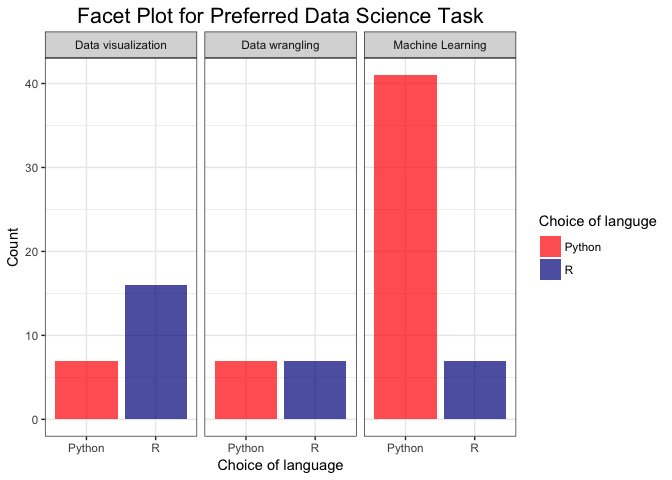 Facet Plot for Preferred Data Science Task
Data visualization
Data wrangling
Machine Learning
40
30
20
10
0
Count
Python
R
Python
R
Python
R
Choice of language
Choice of languge
Python
R